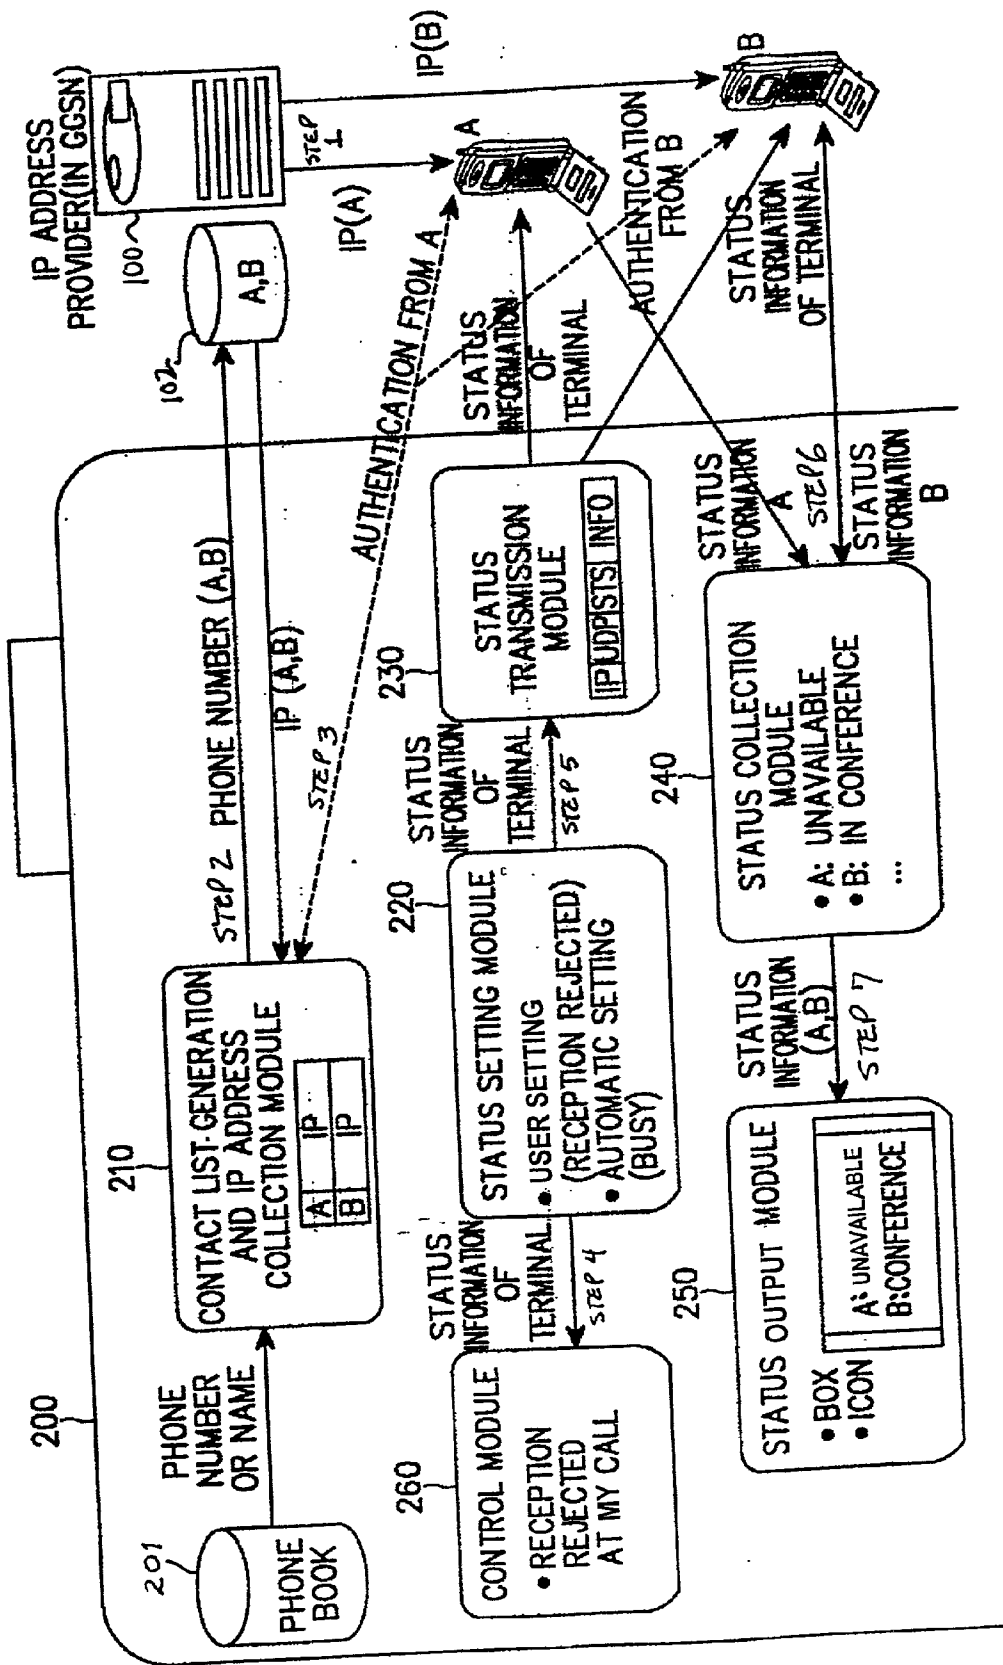 200
201
PHONE
BOOK
PHONE
NUMBER
OR NAME
210
CONTACT LIST-GENERATION
AND IP ADDRESS
COLLECTION MODULE
A IP
B IP
STEP 2 PHONE NUMBER (A,B)
IP (A,B)
102
A,B
IP ADDRESS
PROVIDER(IN GGSN)
100
STEP
1
IP(A)
IP(B)
A
B
STEP 3
AUTHENTICATION FROM A
AUTHENTICATION
FROM B
260
CONTROL MODULE
• RECEPTION
REJECTED
AT MY CALL
STATUS
INFORMATION
OF
TERMINAL
STEP 4
220
STATUS SETTING MODULE
• USER SETTING
(RECEPTION REJECTED)
• AUTOMATIC SETTING
(BUSY)
STATUS
INFORMATION
OF
TERMINAL
STEP 5
230
STATUS
TRANSMISSION
MODULE
IP UDP STS INFO
STATUS
INFORMATION
OF
TERMINAL
STATUS
INFORMATION
OF TERMINAL
250
STATUS OUTPUT MODULE
• BOX
• ICON
A: UNAVAILABLE
B:CONFERENCE
STATUS
INFORMATION
(A,B)
STEP 7
240
STATUS COLLECTION
MODULE
• A: UNAVAILABLE
• B: IN CONFERENCE
...
STATUS
INFORMATION
A
STEP 6
STATUS
INFORMATION
B